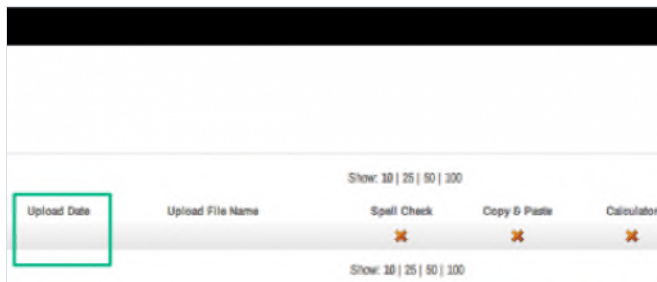 Show: 10 | 25 | 50 | 100
Upload Date Upload File Name Spell Check Copy & Paste Calculator
Show: 10 | 25 | 50 | 100